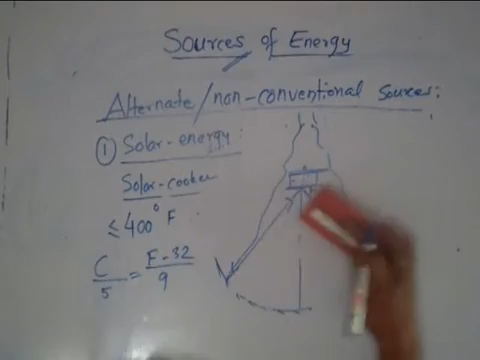 Sources of Energy
Alternate/non-conventional sources:
① Solar-energy:
Solar-cooker
≤400° F
C/5 = F-32/9